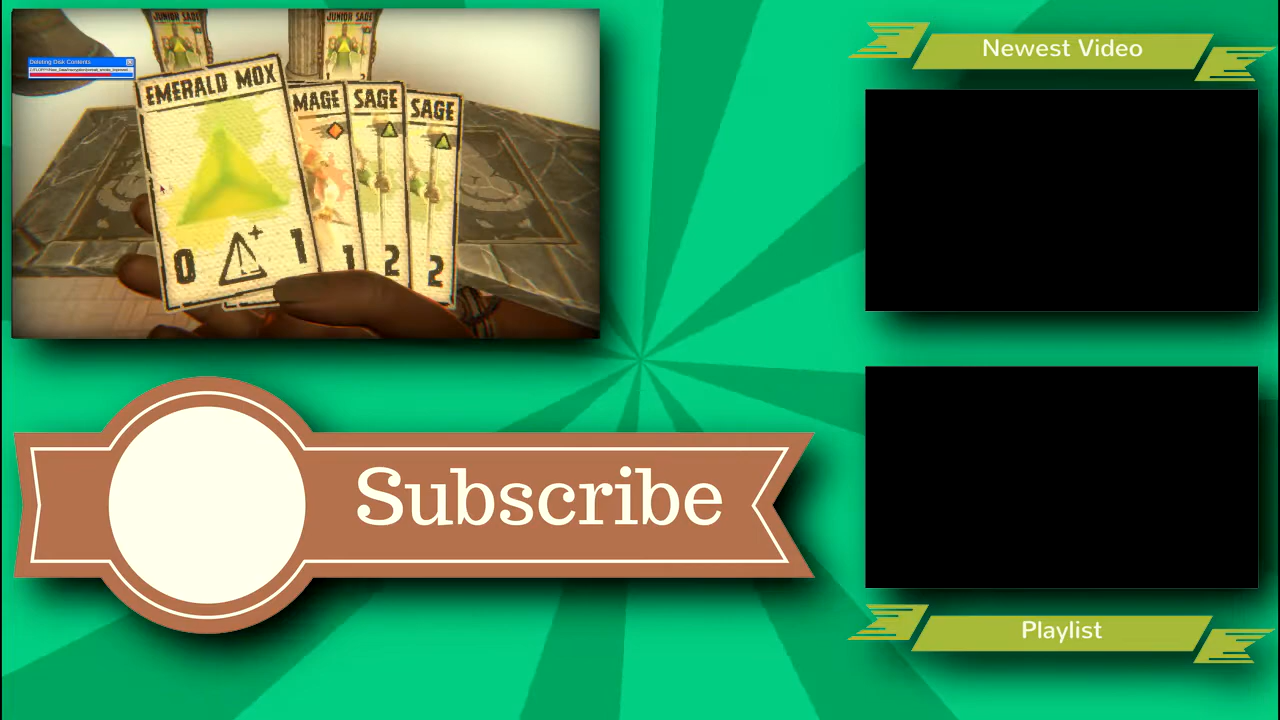 JUNIOR SAGE
JUNIOR SAGE
Deleting Disk Contents
EMERALD MOX
MAGE
SAGE
SAGE
0
1
1
2
2
Newest Video
Subscribe
Playlist